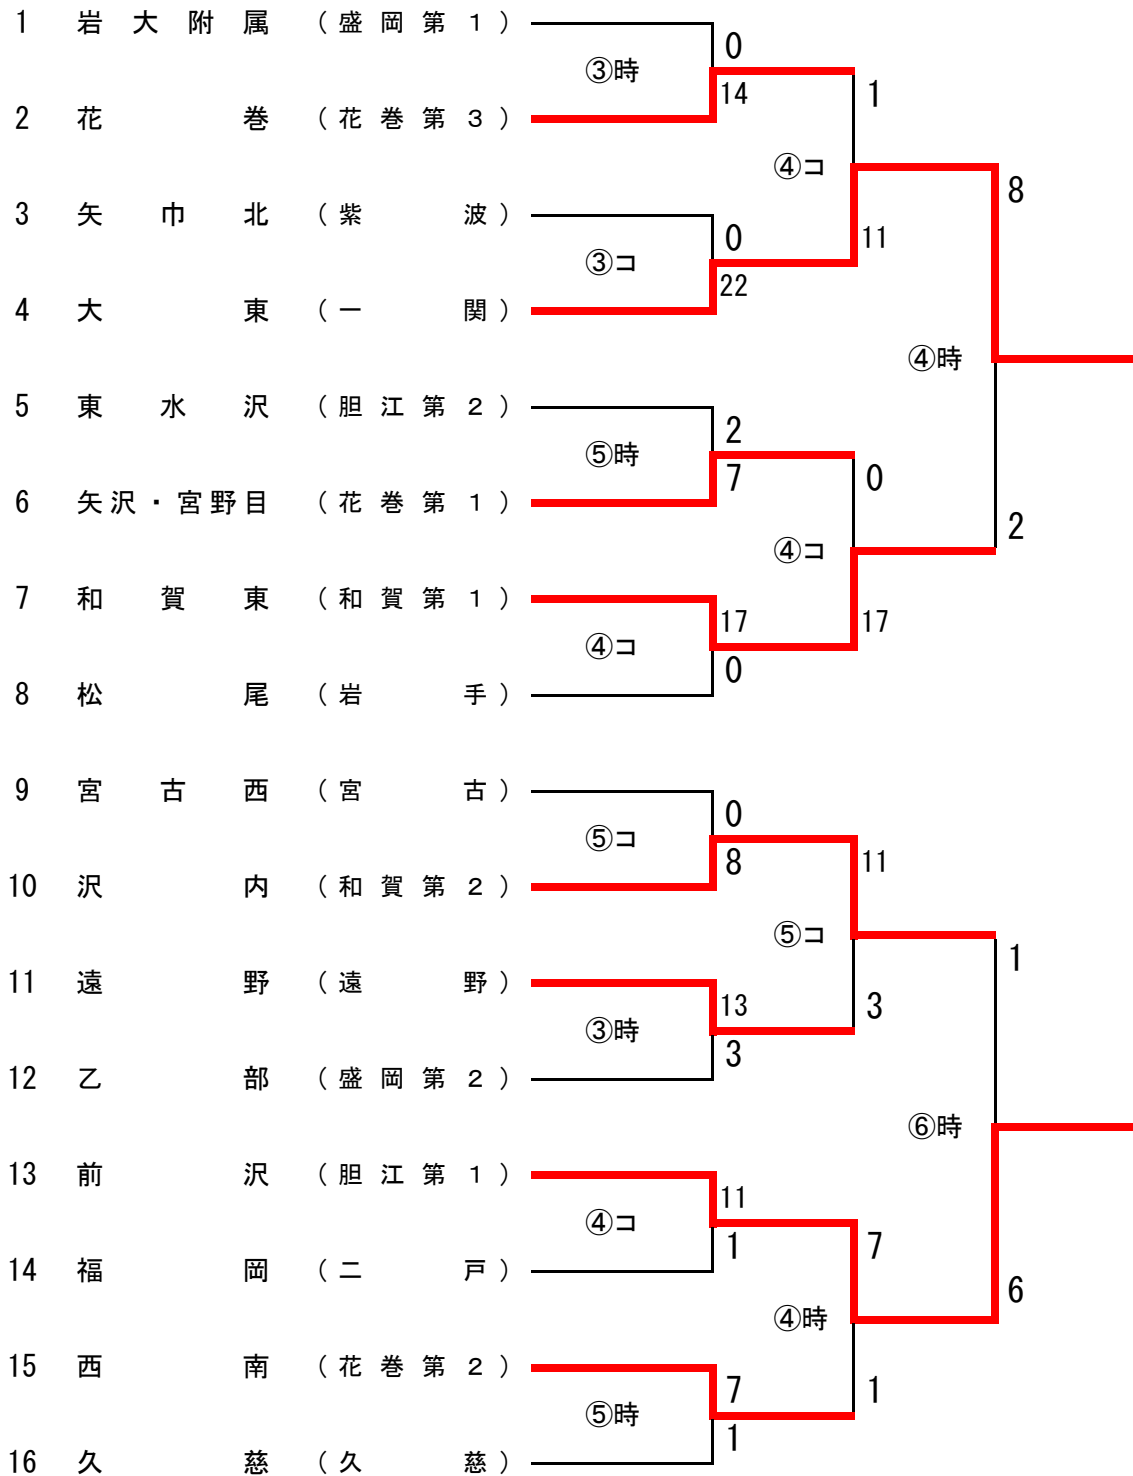 1 岩大附属 （盛岡第１）
0
③時
14
1
2 花巻 （花巻第３）
④コ
8
3 矢巾北 （紫波）
0
11
③コ
22
4 大東 （一関）
④時
5 東水沢 （胆江第２）
2
⑤時
7
0
6 矢沢・宮野目 （花巻第１）
2
④コ
7 和賀東 （和賀第１）
17
17
④コ
0
8 松尾 （岩手）
9 宮古西 （宮古）
0
⑤コ
8
11
10 沢内 （和賀第２）
⑤コ
1
11 遠野 （遠野）
13
3
③時
3
12 乙部 （盛岡第２）
⑥時
13 前沢 （胆江第１）
11
④コ
1
7
14 福岡 （二戸）
6
④時
15 西南 （花巻第２）
7
1
⑤時
1
16 久慈 （久慈）